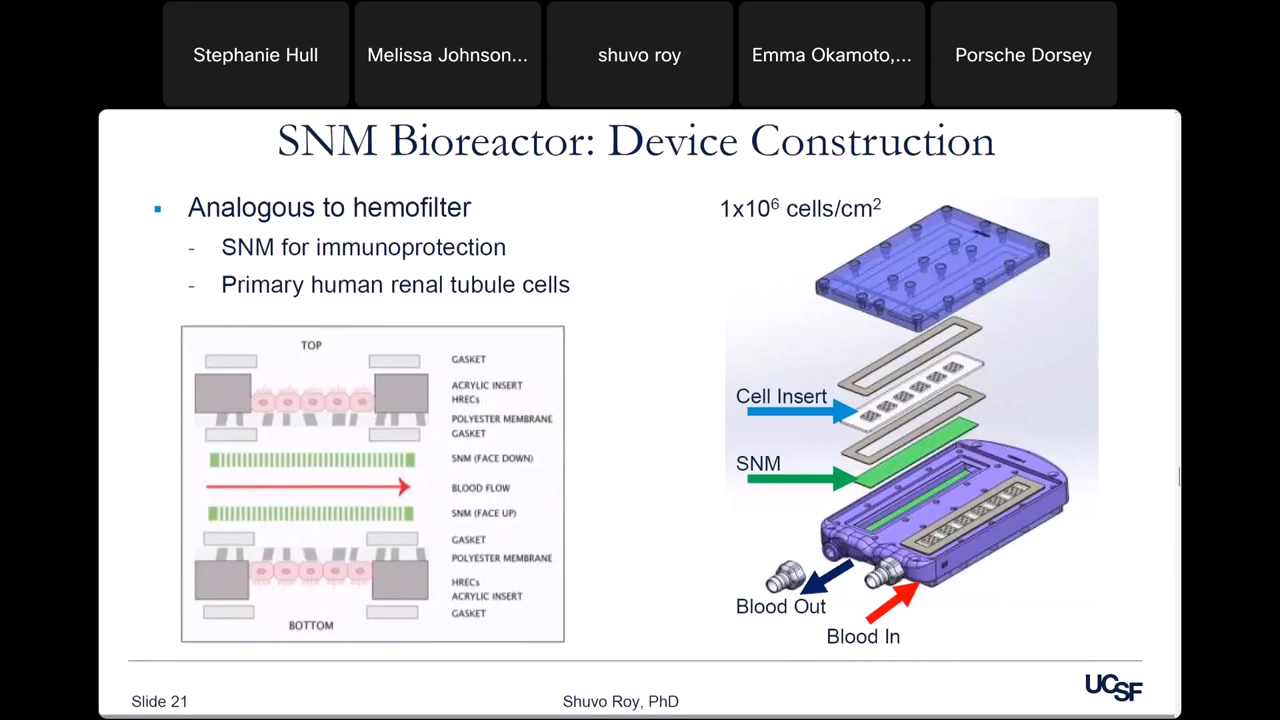 Stephanie Hull
Melissa Johnson...
shuvo roy
Emma Okamoto,...
Porsche Dorsey
SNM Bioreactor: Device Construction
▪ Analogous to hemofilter
- SNM for immunoprotection
- Primary human renal tubule cells
TOP
GASKET
ACRYLIC INSERT
HRECs
POLYESTER MEMBRANE
GASKET
SNM (FACE DOWN)
BLOOD FLOW
SNM (FACE UP)
GASKET
POLYESTER MEMBRANE
HRECs
ACRYLIC INSERT
GASKET
BOTTOM
1x10⁶ cells/cm²
Cell Insert
SNM
Blood Out
Blood In
Slide 21
Shuvo Roy, PhD
UCSF